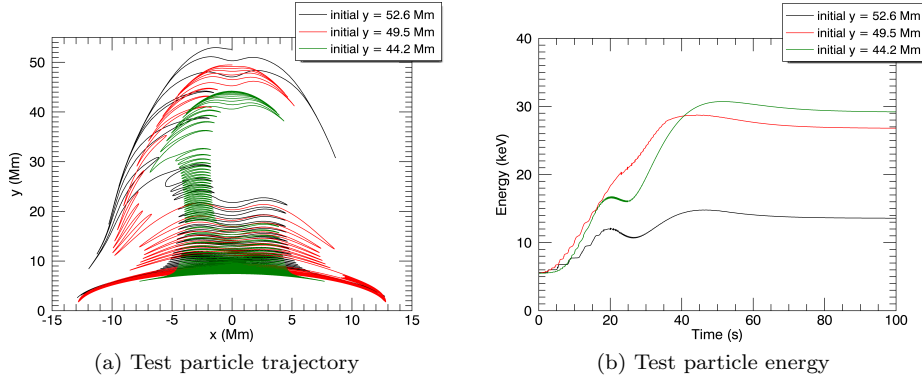 initial y = 52.6 Mm
initial y = 49.5 Mm
initial y = 44.2 Mm
y (Mm)
50
40
30
20
10
0
-15 -10 -5 0 5 10 15
x (Mm)
(a) Test particle trajectory
initial y = 52.6 Mm
initial y = 49.5 Mm
initial y = 44.2 Mm
Energy (keV)
40
30
20
10
0
0 20 40 60 80 100
Time (s)
(b) Test particle energy